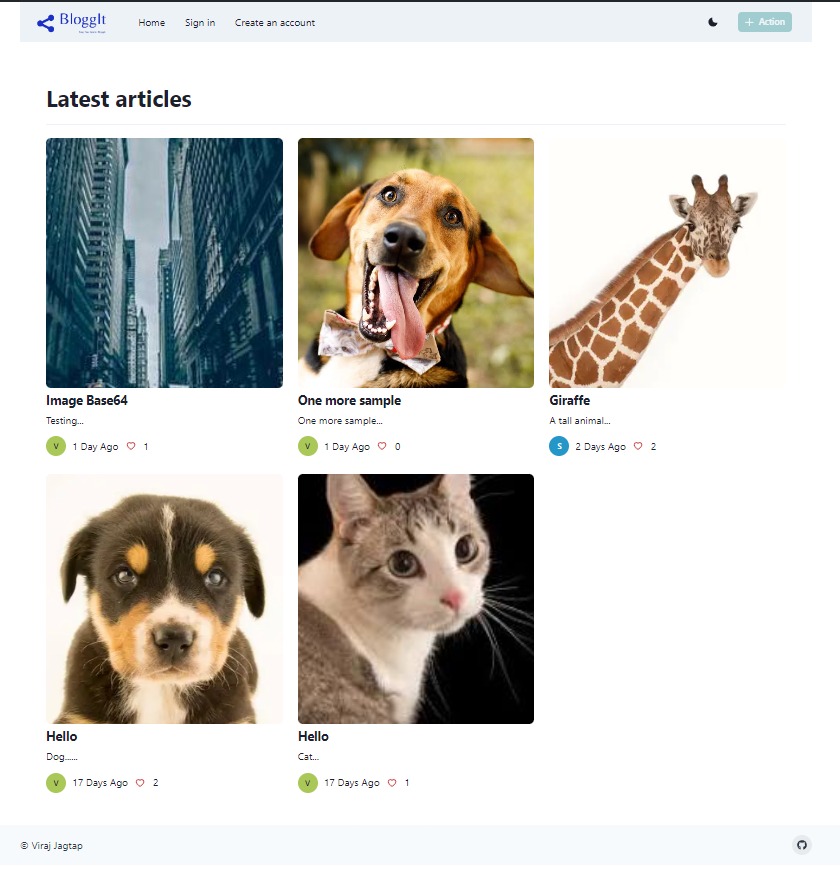 BloggIt
Home Sign in Create an account
+ Action
Latest articles
Image Base64
Testing...
V 1 Day Ago 1
One more sample
One more sample...
V 1 Day Ago 0
Giraffe
A tall animal...
S 2 Days Ago 2
Hello
Dog......
V 17 Days Ago 2
Hello
Cat...
V 17 Days Ago 1
© Viraj Jagtap